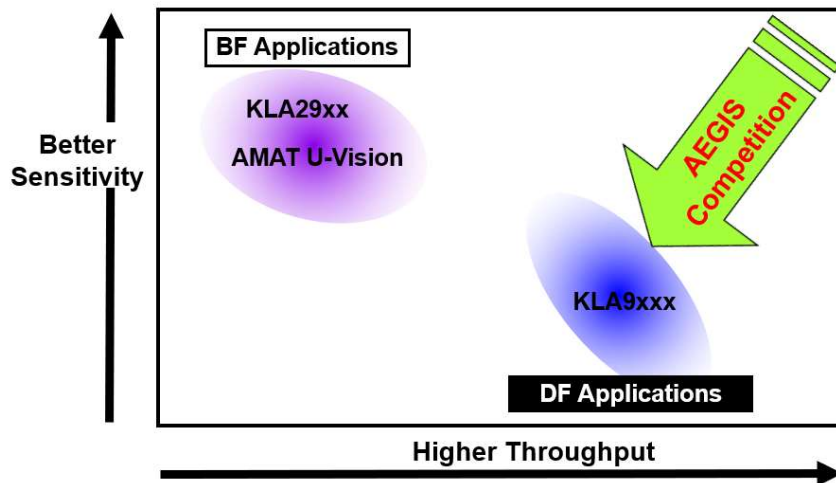 BF Applications
KLA29xx
AMAT U-Vision
Better
Sensitivity
AEGIS
Competition
KLA9xxx
DF Applications
Higher Throughput